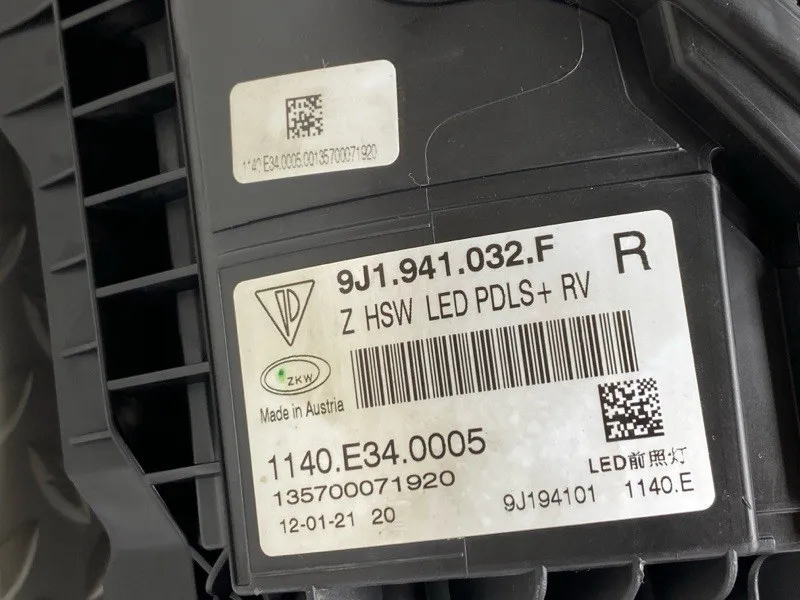 1140.E34.0005.00135700071920
9J1.941.032.F
R
Z HSW LED PDLS+ RV
ZKW
Made in Austria
1140.E34.0005
135700071920
12-01-21 20
LED前照灯
9J194101 1140.E